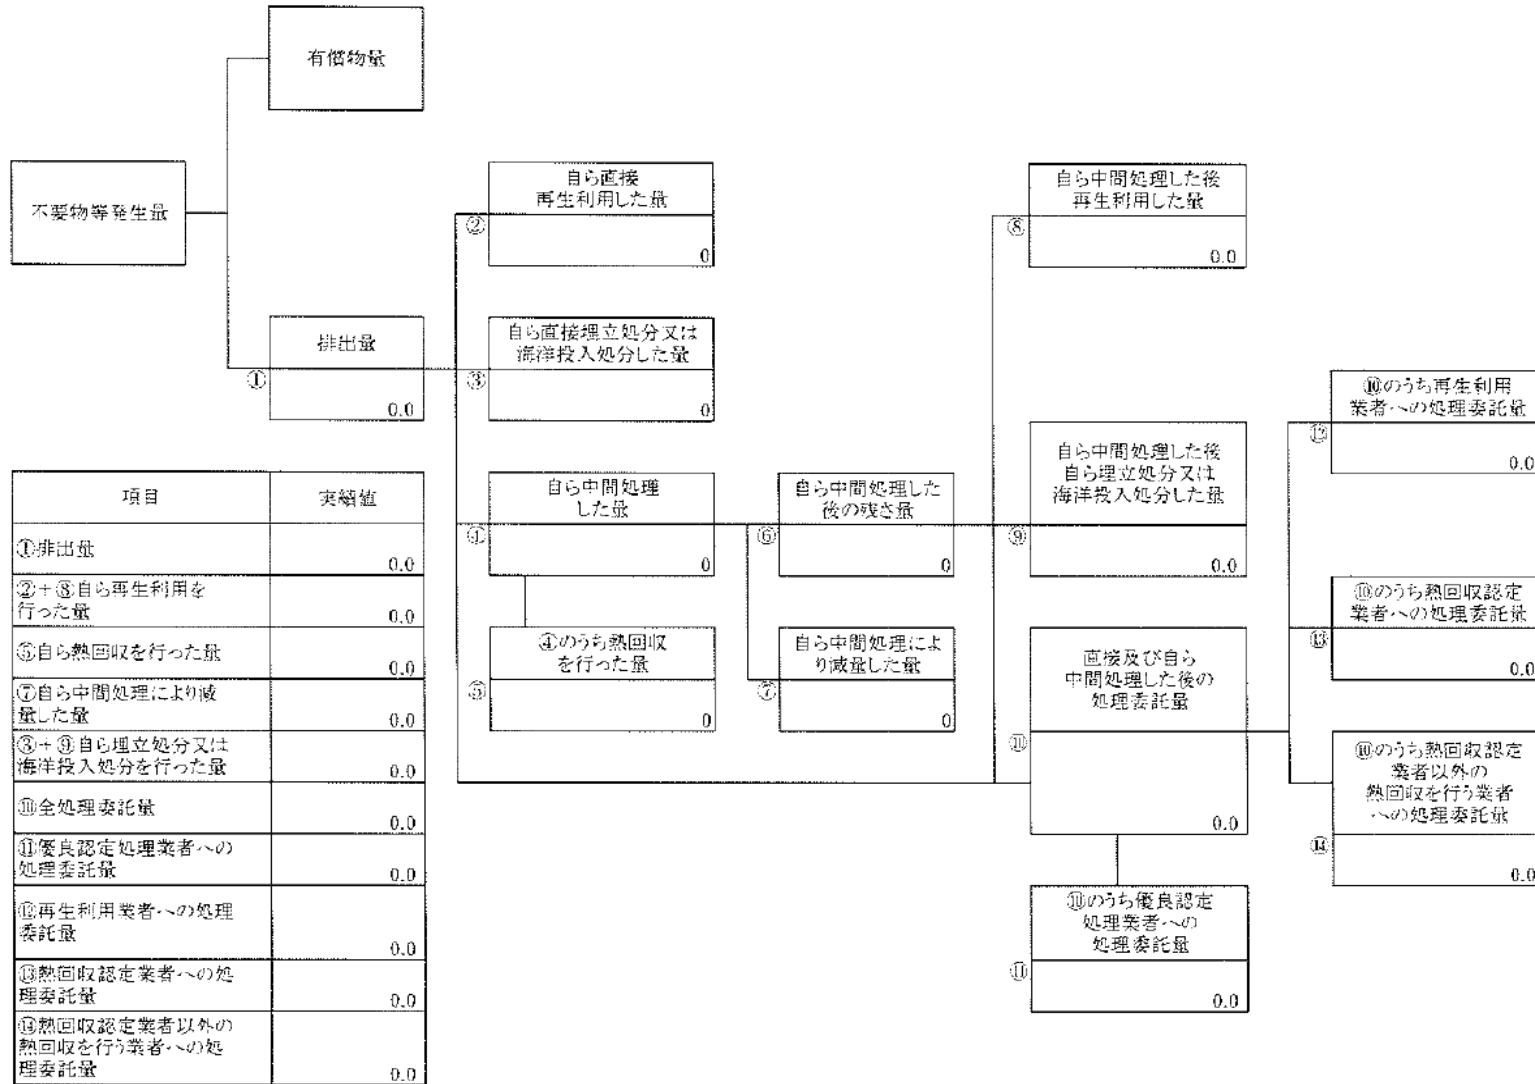 有償物量
不要物等発生量
排出量
①
0.0
自ら直接
再生利用した量
②
0
自ら直接埋立処分又は
海洋投入処分した量
③
0
自ら中間処理
した量
①
0
④のうち熱回収
を行った量
⑤
0
自ら中間処理した
後の残さ量
⑥
0
自ら中間処理によ
り減量した量
⑦
0
自ら中間処理した後
再生利用した量
⑧
0.0
自ら中間処理した後
自ら埋立処分又は
海洋投入処分した量
⑨
0.0
直接及び自ら
中間処理した後の
処理委託量
⑩
0.0
⑩のうち優良認定
処理業者への
処理委託量
⑪
0.0
⑩のうち再生利用
業者への処理委託量
⑫
0.0
⑩のうち熱回収認定
業者への処理委託量
⑬
0.0
⑩のうち熱回収認定
業者以外の
熱回収を行う業者
への処理委託量
⑭
0.0
項目 実績値
①排出量 0.0
②+⑧自ら再生利用を
行った量 0.0
⑤自ら熱回収を行った量 0.0
⑦自ら中間処理により減
量した量 0.0
③+⑨自ら埋立処分又は
海洋投入処分を行った量 0.0
⑩全処理委託量 0.0
⑪優良認定処理業者への
処理委託量 0.0
⑫再生利用業者への処理
委託量 0.0
⑬熱回収認定業者への処
理委託量 0.0
⑭熱回収認定業者以外の
熱回収を行う業者への処
理委託量 0.0